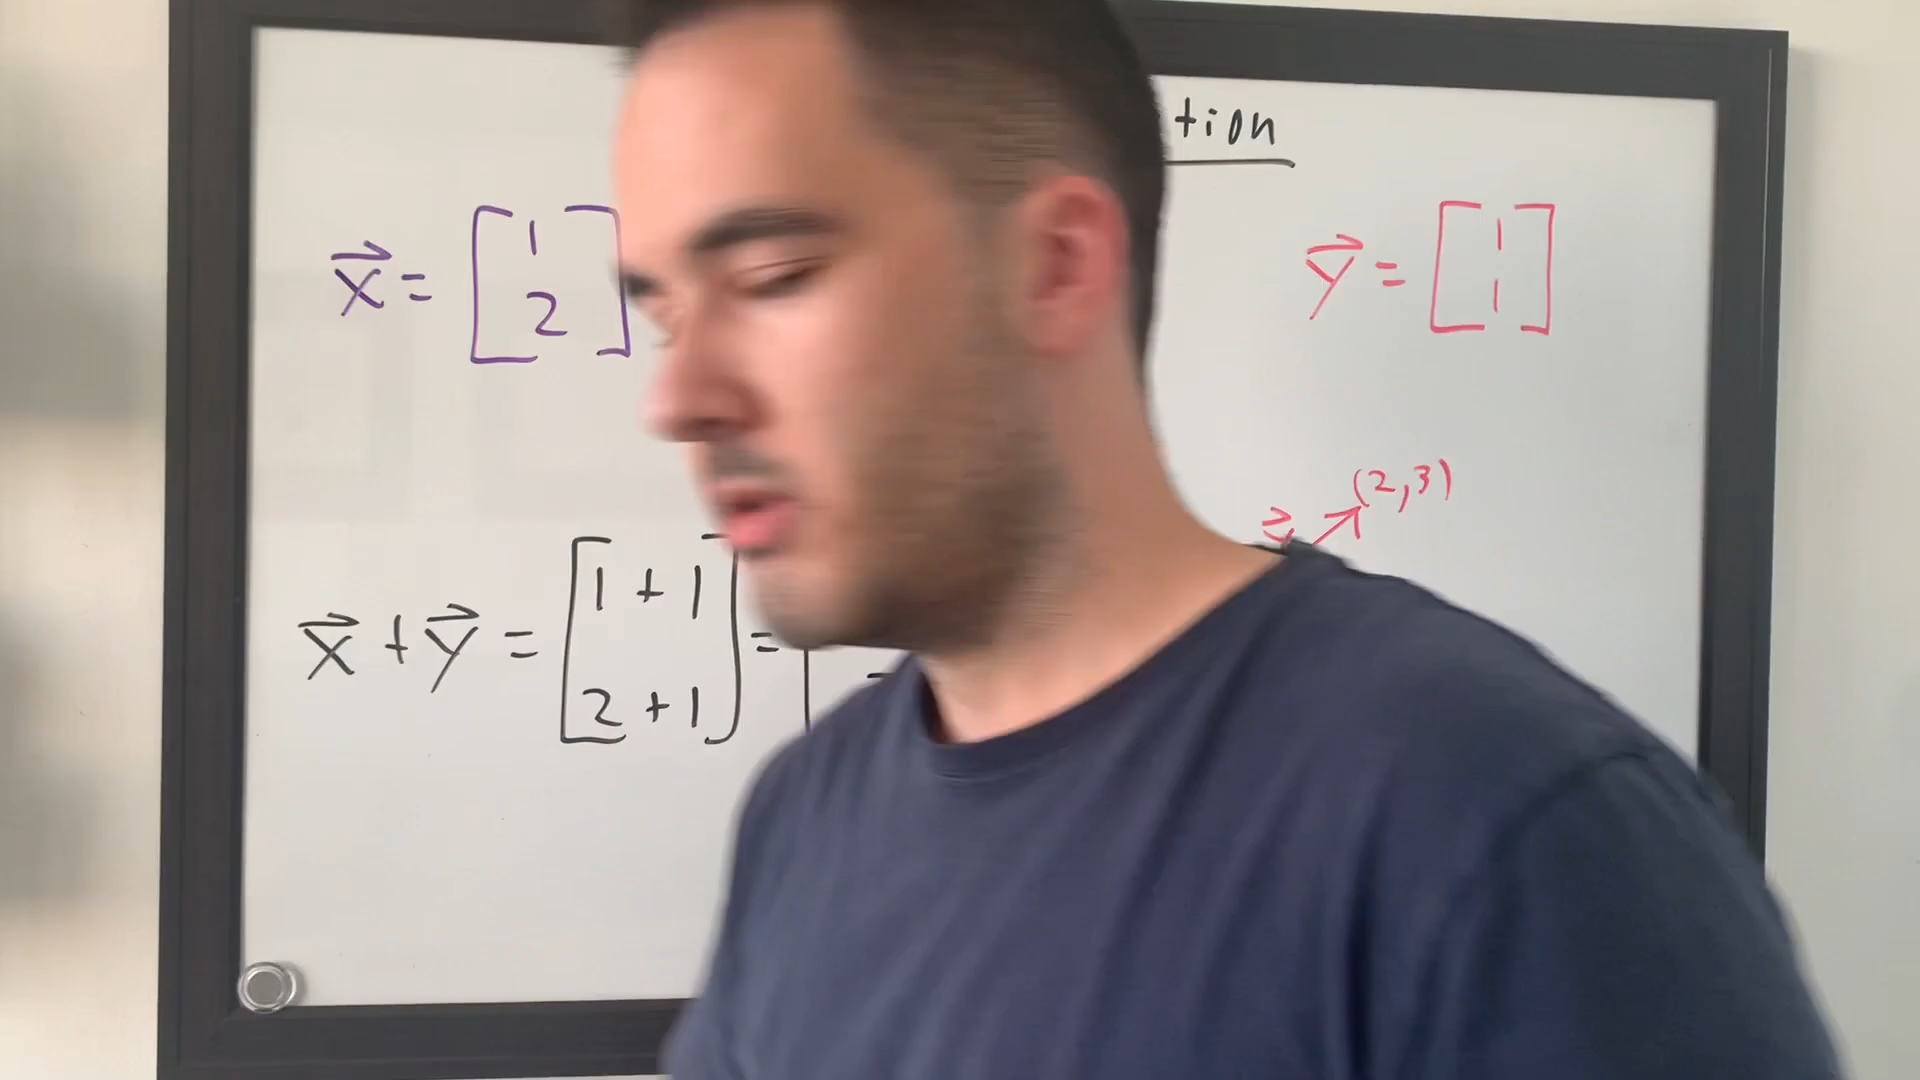 tion
x⃗ = [1 2]
y⃗ = [1 1]
(2,3)
y⃗
x⃗ + y⃗ = [1 + 1 2 + 1] =